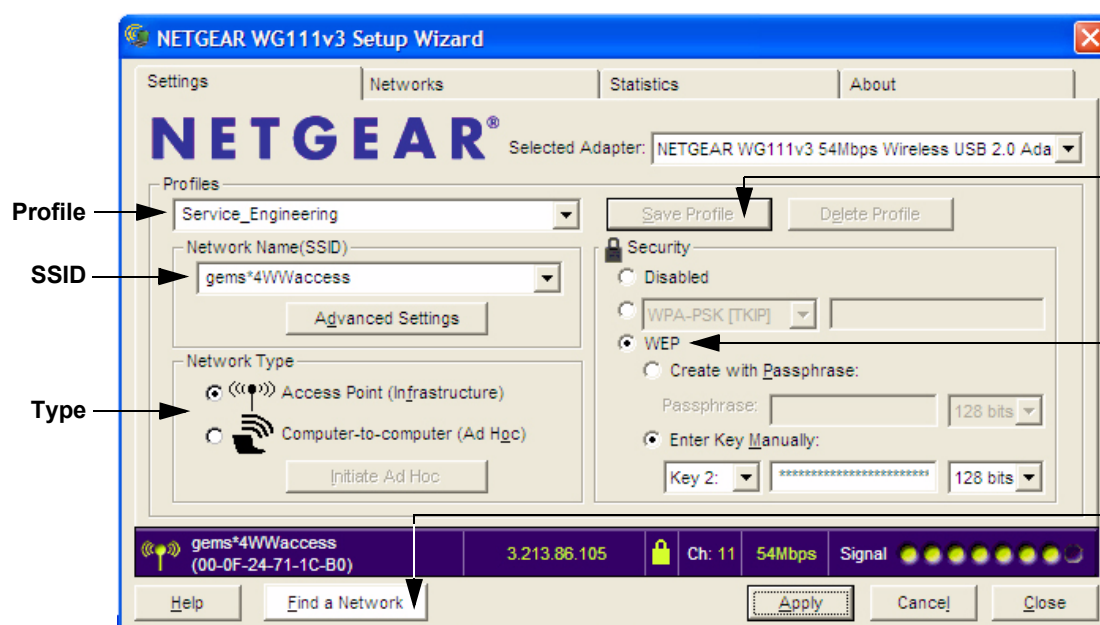 NETGEAR WG111v3 Setup Wizard
Settings
Networks
Statistics
About
NETGEAR®
Selected Adapter:
NETGEAR WG111v3 54Mbps Wireless USB 2.0 Ada
Profiles
Profile
Service_Engineering
Save Profile
Delete Profile
Network Name(SSID)
SSID
gems*4WWaccess
Advanced Settings
Security
Disabled
WPA-PSK [TKIP]
WEP
Create with Passphrase:
Passphrase:
128 bits
Enter Key Manually:
Key 2:
**************************
128 bits
Network Type
Type
Access Point (Infrastructure)
Computer-to-computer (Ad Hoc)
Initiate Ad Hoc
gems*4WWaccess
(00-0F-24-71-1C-B0)
3.213.86.105
Ch: 11
54Mbps
Signal
Help
Find a Network
Apply
Cancel
Close